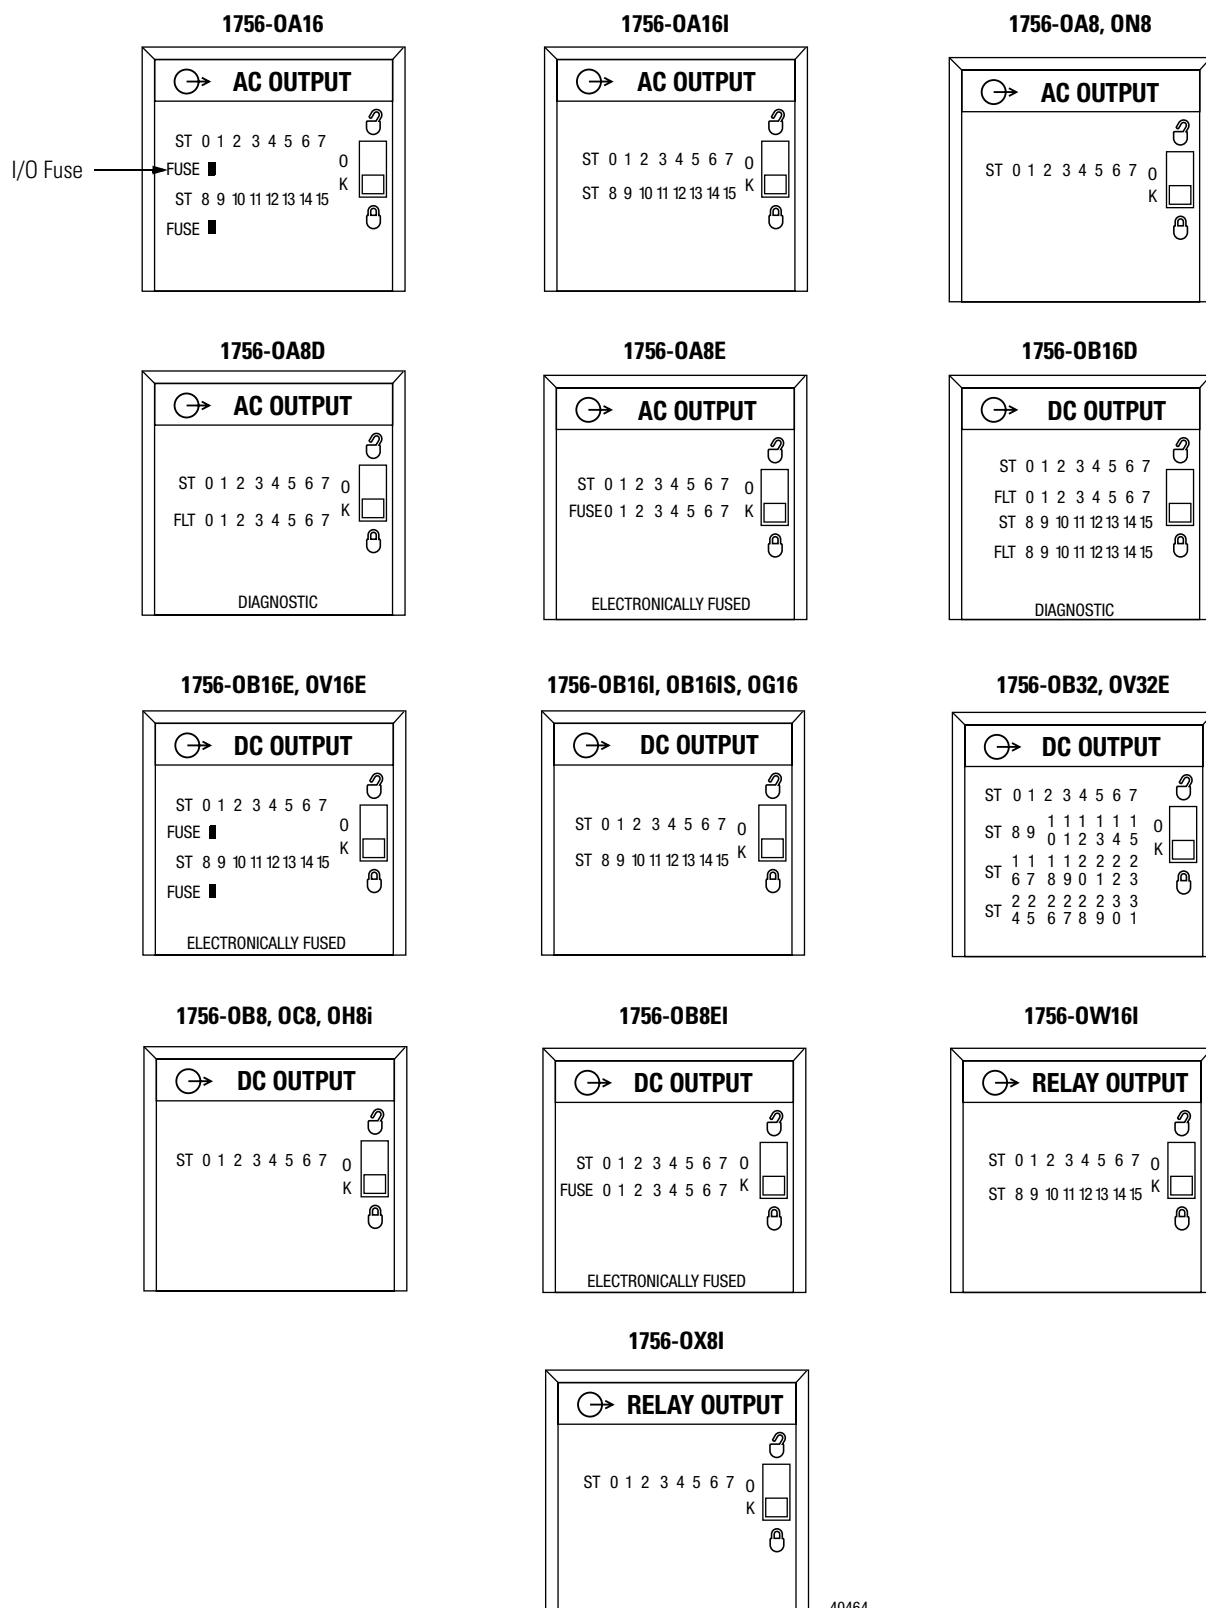 1756-OA16
AC OUTPUT
ST 0 1 2 3 4 5 6 7
I/O Fuse
FUSE
O
K
ST 8 9 10 11 12 13 14 15
FUSE
1756-OA16I
AC OUTPUT
ST 0 1 2 3 4 5 6 7
O
K
ST 8 9 10 11 12 13 14 15
1756-OA8, ON8
AC OUTPUT
ST 0 1 2 3 4 5 6 7
O
K
1756-OA8D
AC OUTPUT
ST 0 1 2 3 4 5 6 7
O
K
FLT 0 1 2 3 4 5 6 7
DIAGNOSTIC
1756-OA8E
AC OUTPUT
ST 0 1 2 3 4 5 6 7
O
FUSE 0 1 2 3 4 5 6 7
K
ELECTRONICALLY FUSED
1756-OB16D
DC OUTPUT
ST 0 1 2 3 4 5 6 7
FLT 0 1 2 3 4 5 6 7
ST 8 9 10 11 12 13 14 15
FLT 8 9 10 11 12 13 14 15
DIAGNOSTIC
1756-OB16E, OV16E
DC OUTPUT
ST 0 1 2 3 4 5 6 7
FUSE
O
K
ST 8 9 10 11 12 13 14 15
FUSE
ELECTRONICALLY FUSED
1756-OB16I, OB16IS, OG16
DC OUTPUT
ST 0 1 2 3 4 5 6 7
O
K
ST 8 9 10 11 12 13 14 15
1756-OB32, OV32E
DC OUTPUT
ST 0 1 2 3 4 5 6 7
ST 8 9 10 11 12 13 14 15
O
K
ST 16 17 18 19 20 21 22 23
ST 24 25 26 27 28 29 30 31
1756-OB8, OC8, OH8i
DC OUTPUT
ST 0 1 2 3 4 5 6 7
O
K
1756-OB8EI
DC OUTPUT
ST 0 1 2 3 4 5 6 7
O
FUSE 0 1 2 3 4 5 6 7
K
ELECTRONICALLY FUSED
1756-OW16I
RELAY OUTPUT
ST 0 1 2 3 4 5 6 7
O
K
ST 8 9 10 11 12 13 14 15
1756-OX8I
RELAY OUTPUT
ST 0 1 2 3 4 5 6 7
O
K
40464